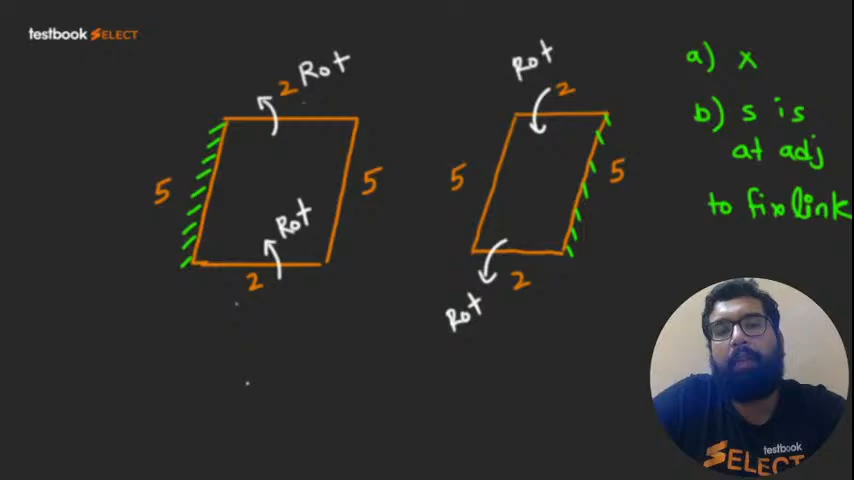 testbook SELECT
2 Rot
5
5
Rot
2
Rot
2
5
5
Rot
2
a) x
b) s is
at adj
to fix link
testbook
SELECT